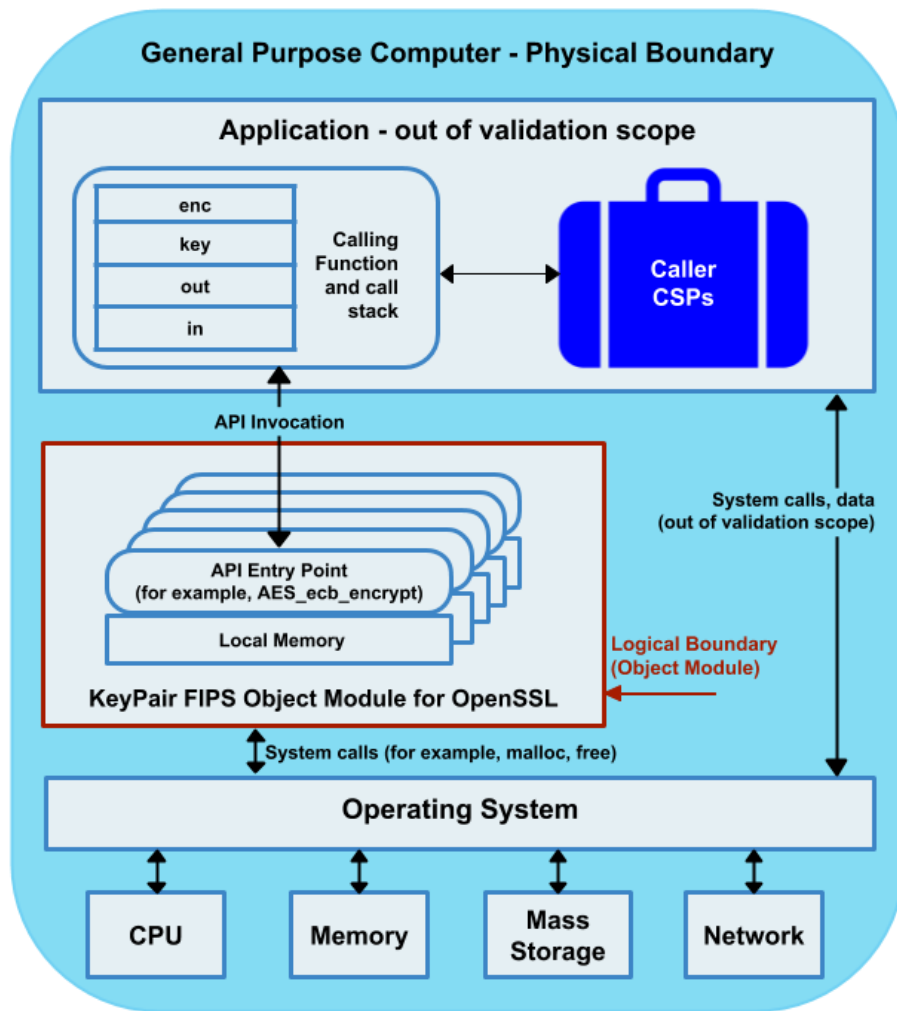 General Purpose Computer - Physical Boundary
Application - out of validation scope
enc
key
out
in
Calling
Function
and call
stack
Caller
CSPs
API Invocation
System calls, data
(out of validation scope)
API Entry Point
(for example, AES_ecb_encrypt)
Local Memory
KeyPair FIPS Object Module for OpenSSL
Logical Boundary
(Object Module)
System calls (for example, malloc, free)
Operating System
CPU
Memory
Mass
Storage
Network